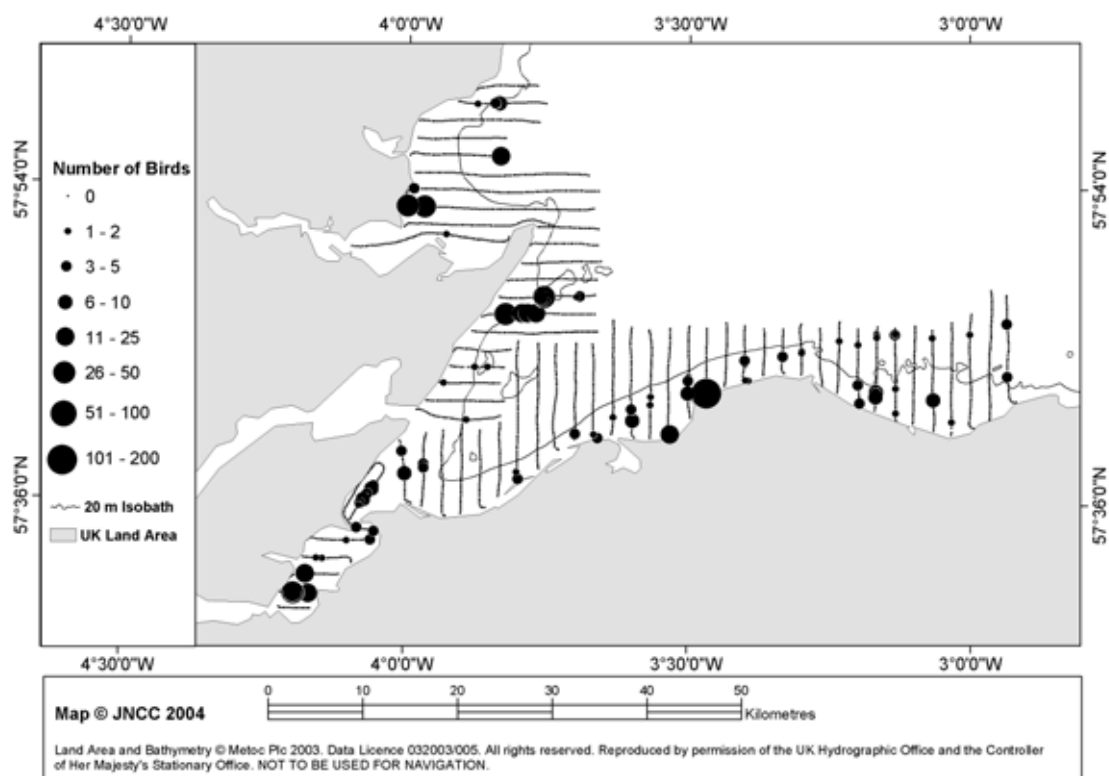 4°30'0"W 4°0'0"W 3°30'0"W 3°0'0"W
57°54'0"N
57°54'0"N
Number of Birds
0
1 - 2
3 - 5
6 - 10
11 - 25
26 - 50
51 - 100
101 - 200
20 m Isobath
UK Land Area
57°36'0"N
57°36'0"N
4°30'0"W 4°0'0"W 3°30'0"W 3°0'0"W
0 10 20 30 40 50
Map © JNCC 2004
Kilometres
Land Area and Bathymetry © Metoc Plc 2003. Data Licence 032003/005. All rights reserved. Reproduced by permission of the UK Hydrographic Office and the Controller
of Her Majesty's Stationary Office. NOT TO BE USED FOR NAVIGATION.